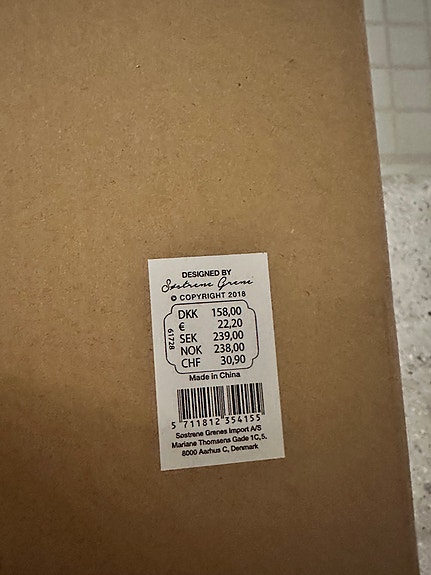 DESIGNED BY
Søstrene Grene
© COPYRIGHT 2018
DKK 158,00
€ 22,20
SEK 239,00
NOK 238,00
CHF 30,90
61728
Made in China
5 711812 354155
Søstrene Grenes Import A/S
Mariane Thomsens Gade 1C,5,
8000 Aarhus C, Denmark